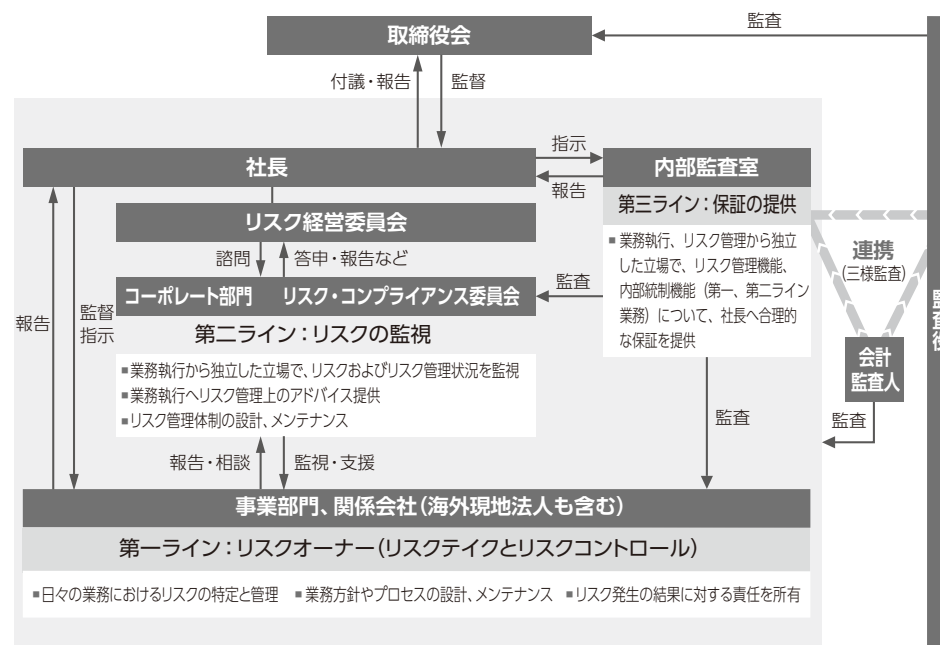 監査
取締役会
付議・報告
監督
社長
指示
報告
内部監査室
第三ライン：保証の提供
■業務執行、リスク管理から独立
した立場で、リスク管理機能、
内部統制機能（第一、第二ライン
業務）について、社長へ合理的
な保証を提供
リスク経営委員会
諮問
答申・報告など
コーポレート部門 リスク・コンプライアンス委員会
監査
第二ライン：リスクの監視
■業務執行から独立した立場で、リスクおよびリスク管理状況を監視
■業務執行へリスク管理上のアドバイス提供
■リスク管理体制の設計、メンテナンス
報告
監督
指示
連携
（三様監査）
会計
監査人
監査役
監査
監査
報告・相談
監視・支援
事業部門、関係会社（海外現地法人も含む）
第一ライン：リスクオーナー（リスクテイクとリスクコントロール）
■日々の業務におけるリスクの特定と管理 ■業務方針やプロセスの設計、メンテナンス ■リスク発生の結果に対する責任を所有